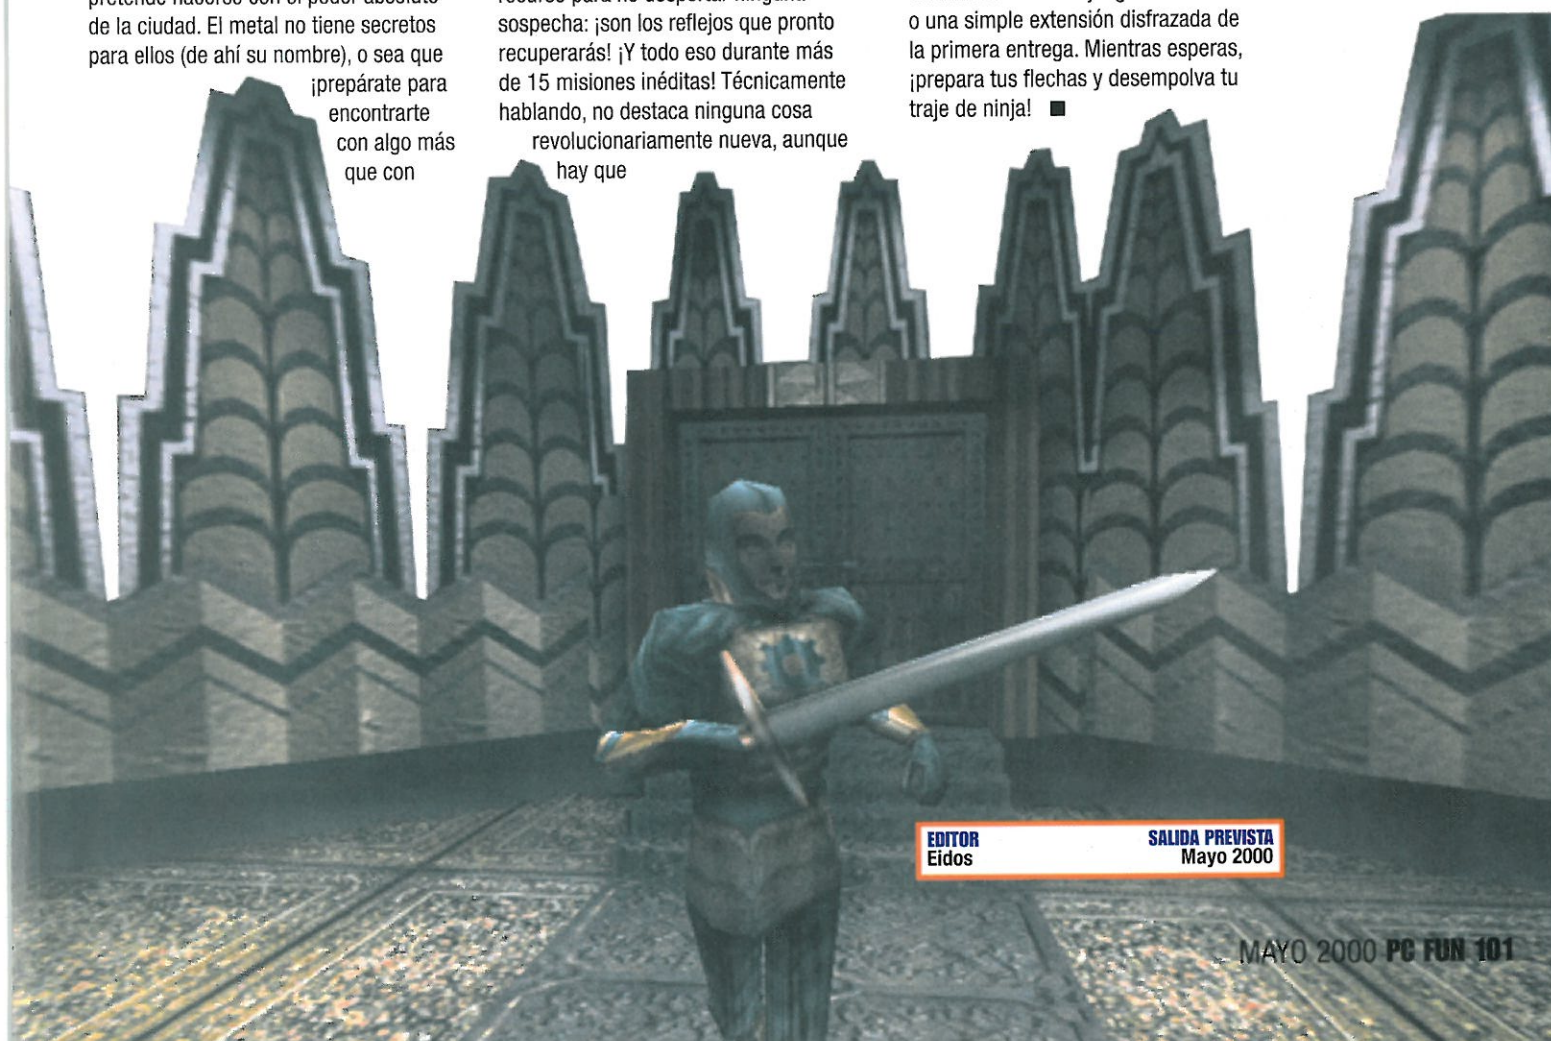 de la ciudad. El metal no tiene secretos
para ellos (de ahí su nombre), o sea que
¡prepárate para
encontrarte
con algo más
que con
sospecha: ¡son los reflejos que pronto
recuperarás! ¡Y todo eso durante más
de 15 misiones inéditas! Técnicamente
hablando, no destaca ninguna cosa
revolucionariamente nueva, aunque
hay que
o una simple extensión disfrazada de
la primera entrega. Mientras esperas,
¡prepara tus flechas y desempolva tu
traje de ninja! ■
EDITOR
Eidos
SALIDA PREVISTA
Mayo 2000
MAYO 2000 PC FUN 101